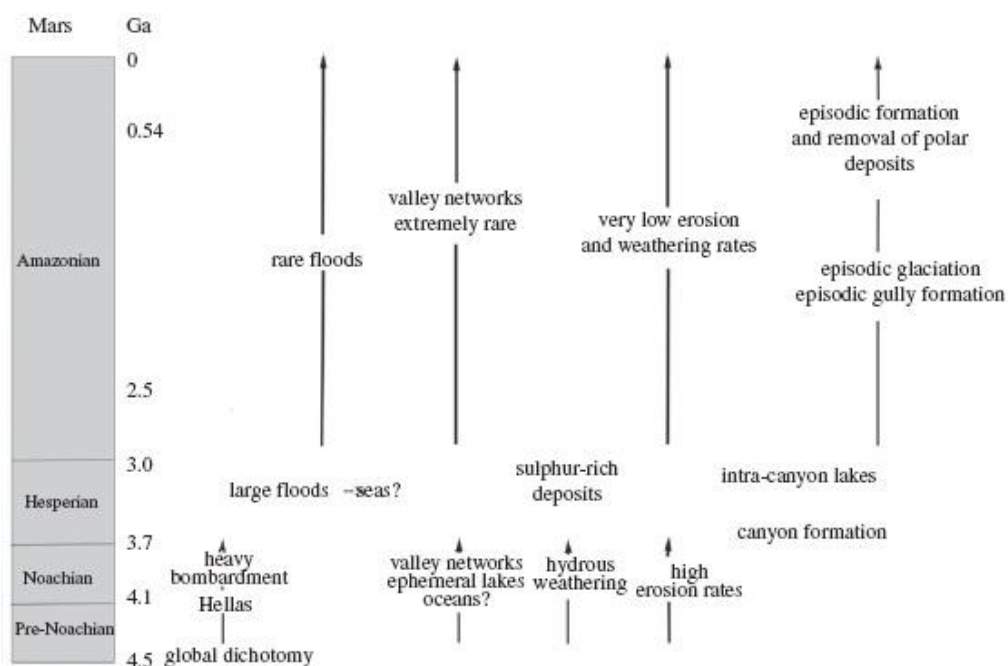 Mars
Ga
0
0.54
2.5
3.0
3.7
4.1
4.5
Amazonian
Hesperian
Noachian
Pre-Noachian
rare floods
valley networks
extremely rare
very low erosion
and weathering rates
episodic formation
and removal of polar
deposits
episodic glaciation
episodic gully formation
large floods –seas?
sulphur-rich
deposits
intra-canyon lakes
canyon formation
heavy
bombardment
Hellas
global dichotomy
valley networks
ephemeral lakes
oceans?
hydrous
weathering
high
erosion rates